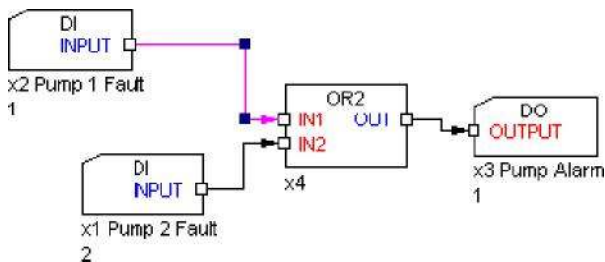 DI
INPUT
x2 Pump 1 Fault
1
OR2
IN1 OUT
IN2
x4
DO
OUTPUT
x3 Pump Alarm
1
DI
INPUT
x1 Pump 2 Fault
2